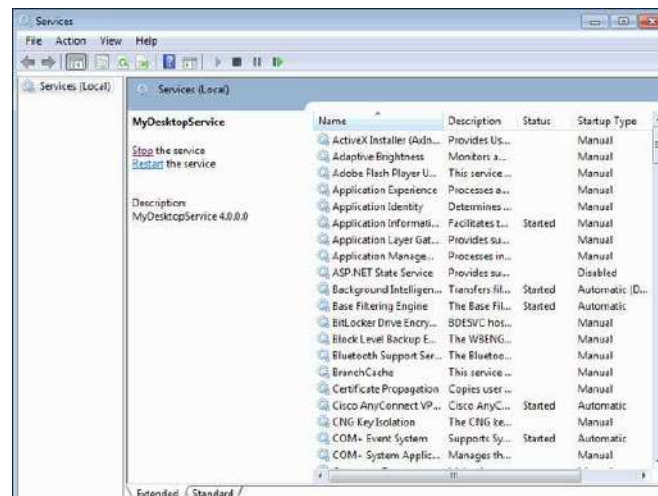 Services
File Action View Help
Services (Local)
Services (Local)
MyDesktopService
Stop the service
Restart the service
Description:
MyDesktopService 4.0.0.0
Name Description Status Startup Type
ActiveX Installer (AxIn... Provides Us... Manual
Adaptive Brightness Monitors a... Manual
Adobe Flash Player U... This service ... Manual
Application Experience Processes a... Manual
Application Identity Determines ... Manual
Application Informati... Facilitates t... Started Manual
Application Layer Gat... Provides su... Manual
Application Manage... Processes in... Manual
ASP.NET State Service Provides su... Disabled
Background Intelligen... Transfers fil... Started Automatic (D...
Base Filtering Engine The Base Fil... Started Automatic
BitLocker Drive Encry... BDESVC hos... Manual
Block Level Backup E... The WBENG... Manual
Bluetooth Support Ser... The Bluetoo... Manual
BranchCache This service ... Manual
Certificate Propagation Copies user ... Manual
Cisco AnyConnect VP... Cisco AnyC... Started Automatic
CNG Key Isolation The CNG ke... Manual
COM+ Event System Supports Sy... Started Automatic
COM+ System Applic... Manages th... Manual
Extended Standard